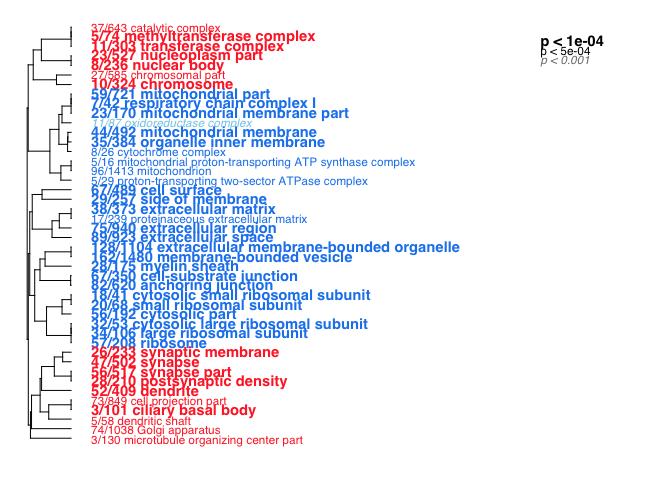 37/643 catalytic complex
5/74 methyltransferase complex
11/303 transferase complex
23/527 nucleoplasm part
8/236 nuclear body
27/585 chromosomal part
10/324 chromosome
59/721 mitochondrial part
7/42 respiratory chain complex I
23/170 mitochondrial membrane part
11/87 oxidoreductase complex
44/492 mitochondrial membrane
35/384 organelle inner membrane
8/26 cytochrome complex
5/16 mitochondrial proton-transporting ATP synthase complex
96/1413 mitochondrion
5/29 proton-transporting two-sector ATPase complex
67/489 cell surface
29/257 side of membrane
38/373 extracellular matrix
17/239 proteinaceous extracellular matrix
75/940 extracellular region
89/923 extracellular space
128/1104 extracellular membrane-bounded organelle
162/1480 membrane-bounded vesicle
28/175 myelin sheath
67/350 cell-substrate junction
82/620 anchoring junction
18/41 cytosolic small ribosomal subunit
20/68 small ribosomal subunit
56/192 cytosolic part
32/53 cytosolic large ribosomal subunit
34/106 large ribosomal subunit
57/208 ribosome
26/233 synaptic membrane
47/502 synapse
56/517 synapse part
28/210 postsynaptic density
52/409 dendrite
73/849 cell projection part
3/101 ciliary basal body
5/58 dendritic shaft
74/1038 Golgi apparatus
3/130 microtubule organizing center part
p < 1e-04
p < 5e-04
p < 0.001